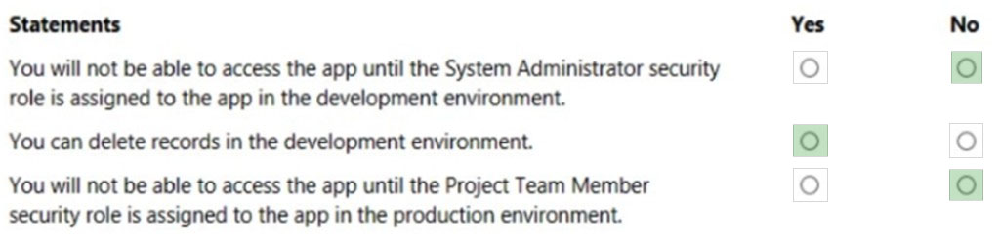 Statements Yes No
You will not be able to access the app until the System Administrator security
role is assigned to the app in the development environment.
You can delete records in the development environment.
You will not be able to access the app until the Project Team Member
security role is assigned to the app in the production environment.